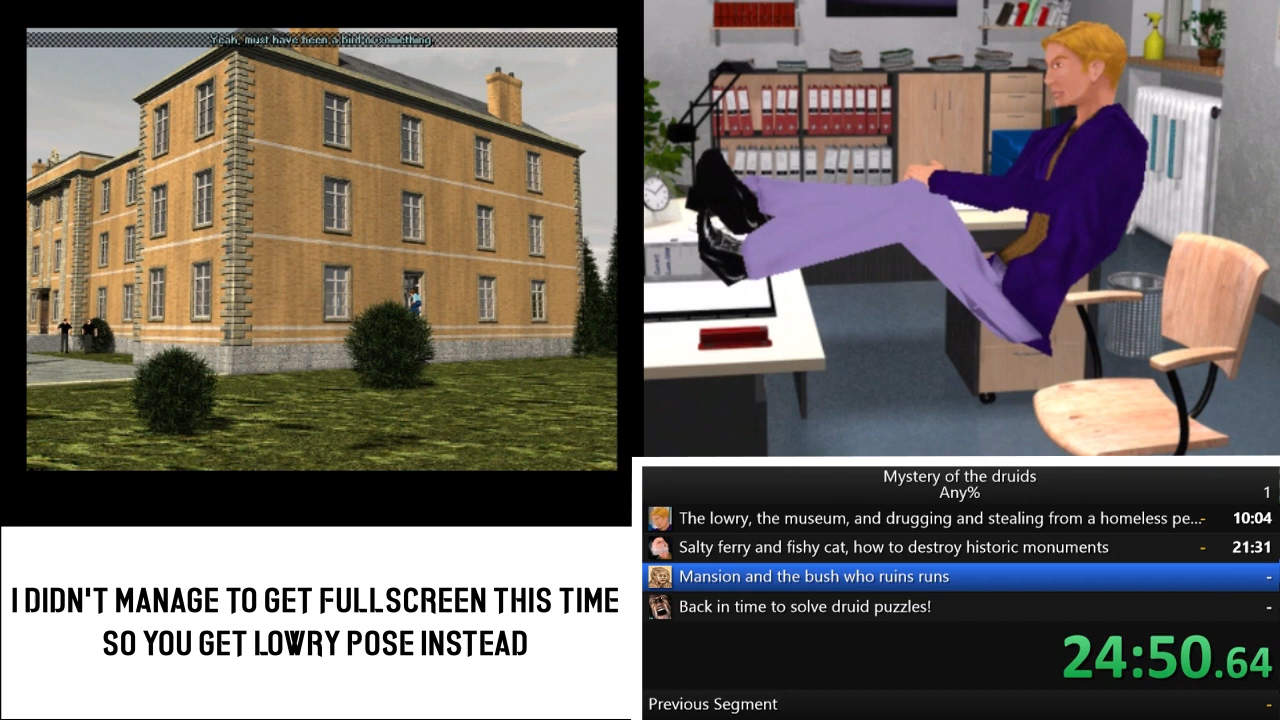 Yeah, must have been a bird or something.
I DIDN'T MANAGE TO GET FULLSCREEN THIS TIME
SO YOU GET LOWRY POSE INSTEAD
Mystery of the druids
Any%
1
The lowry, the museum, and drugging and stealing from a homeless pe... - 10:04
Salty ferry and fishy cat, how to destroy historic monuments - 21:31
Mansion and the bush who ruins runs -
Back in time to solve druid puzzles! -
24:50.64
Previous Segment -